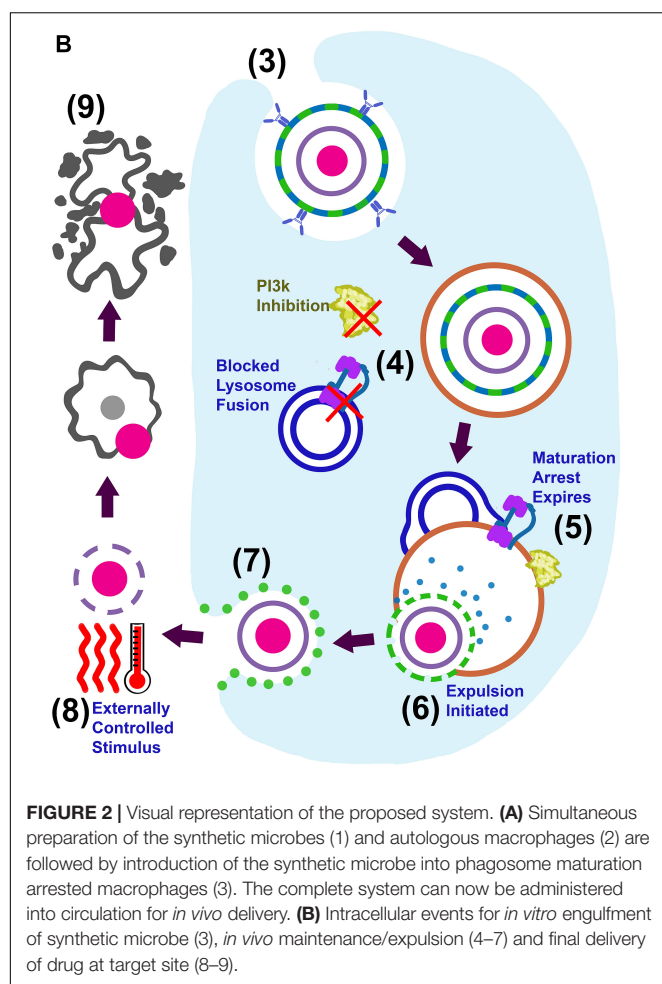 B
(3)
(9)
PI3k
Inhibition
(4)
Blocked
Lysosome
Fusion
Maturation
Arrest
Expires
(5)
(7)
(6)
Expulsion
Initiated
(8)
Externally
Controlled
Stimulus
FIGURE 2 | Visual representation of the proposed system. (A) Simultaneous
preparation of the synthetic microbes (1) and autologous macrophages (2) are
followed by introduction of the synthetic microbe into phagosome maturation
arrested macrophages (3). The complete system can now be administered
into circulation for in vivo delivery. (B) Intracellular events for in vitro engulfment
of synthetic microbe (3), in vivo maintenance/expulsion (4–7) and final delivery
of drug at target site (8–9).